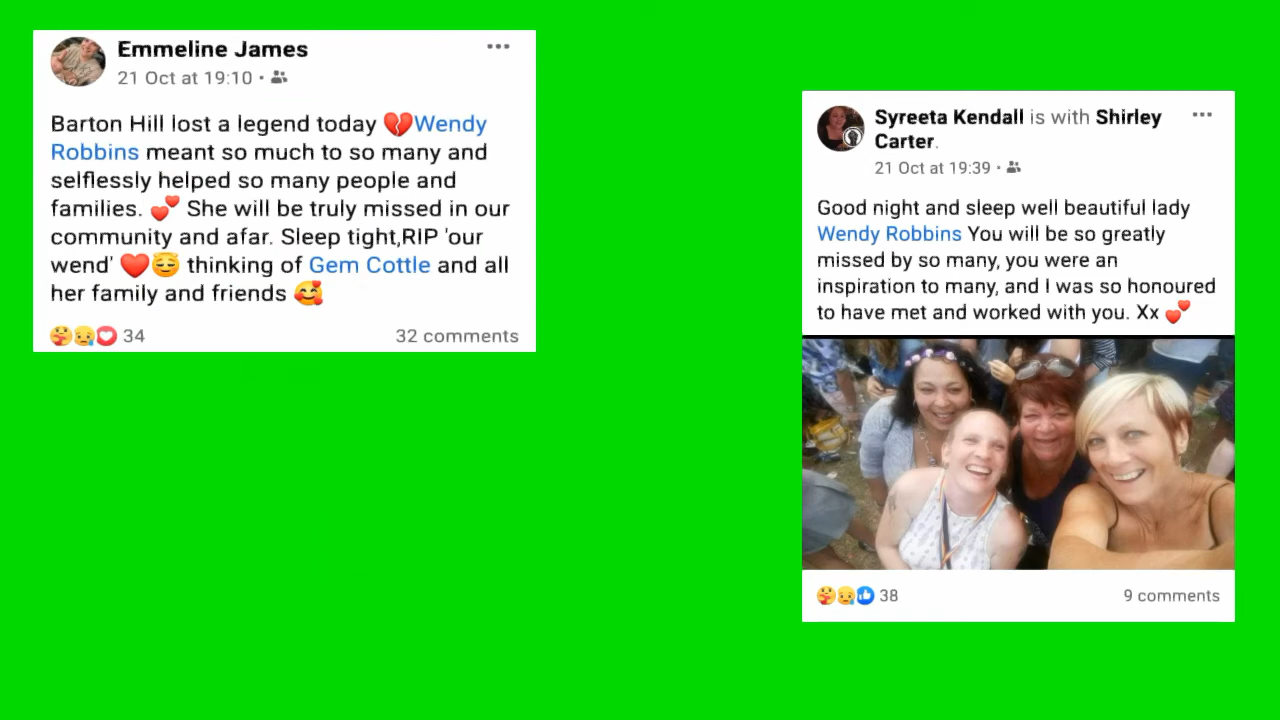 Emmeline James
21 Oct at 19:10 ·
Barton Hill lost a legend today 💔Wendy
Robbins meant so much to so many and
selflessly helped so many people and
families. 💕 She will be truly missed in our
community and afar. Sleep tight,RIP 'our
wend' ❤️😌 thinking of Gem Cottle and all
her family and friends 🥰
34
32 comments
Syreeta Kendall is with Shirley
Carter.
21 Oct at 19:39 ·
Good night and sleep well beautiful lady
Wendy Robbins You will be so greatly
missed by so many, you were an
inspiration to many, and I was so honoured
to have met and worked with you. Xx 💕
38
9 comments